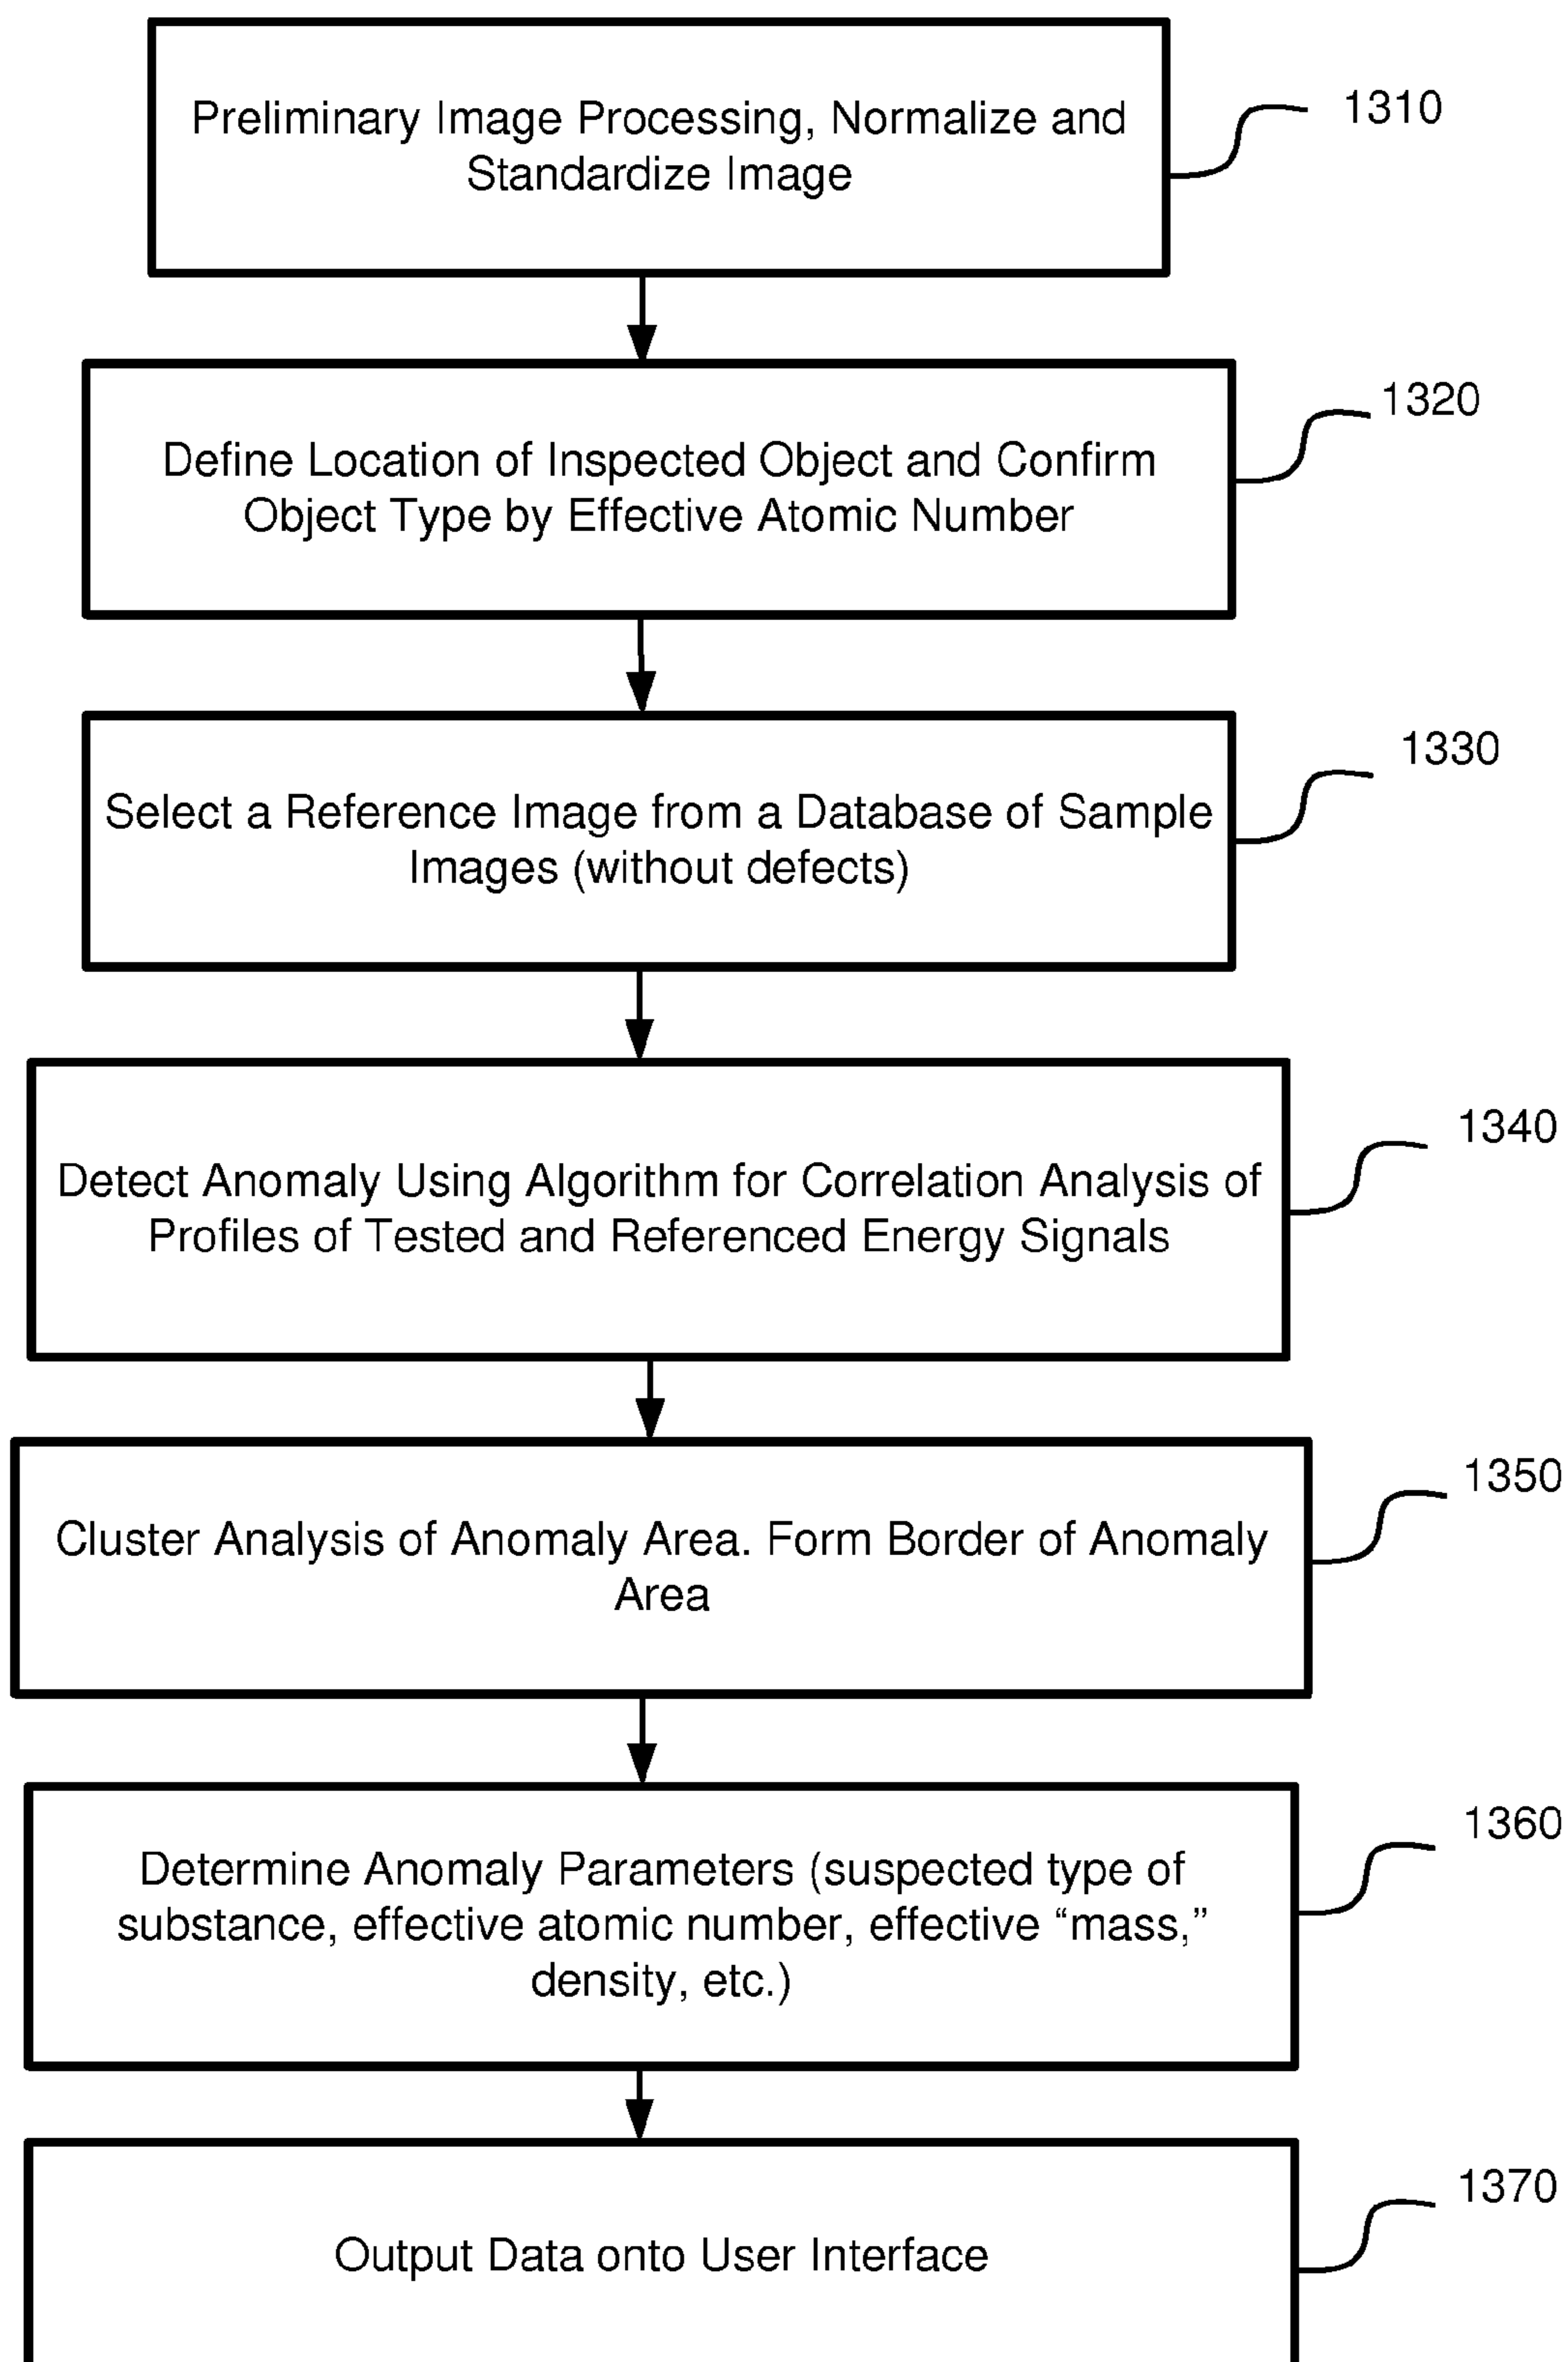 Preliminary Image Processing, Normalize and
Standardize Image
1310
Define Location of Inspected Object and Confirm
Object Type by Effective Atomic Number
1320
Select a Reference Image from a Database of Sample
Images (without defects)
1330
Detect Anomaly Using Algorithm for Correlation Analysis of
Profiles of Tested and Referenced Energy Signals
1340
Cluster Analysis of Anomaly Area. Form Border of Anomaly
Area
1350
Determine Anomaly Parameters (suspected type of
substance, effective atomic number, effective “mass,”
density, etc.)
1360
Output Data onto User Interface
1370